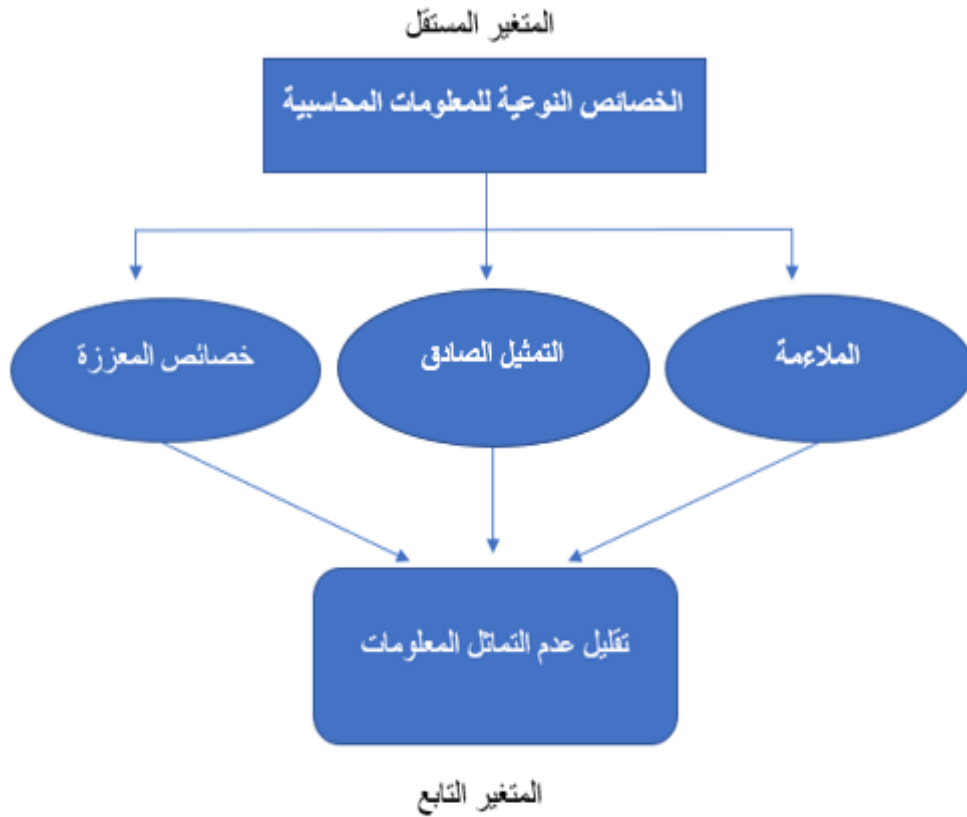 المتغير المستقل
الخصائص النوعية للمعلومات المحاسبية
الملاءمة
التمثيل الصادق
خصائص المعززة
تقليل عدم التماثل المعلومات
المتغير التابع